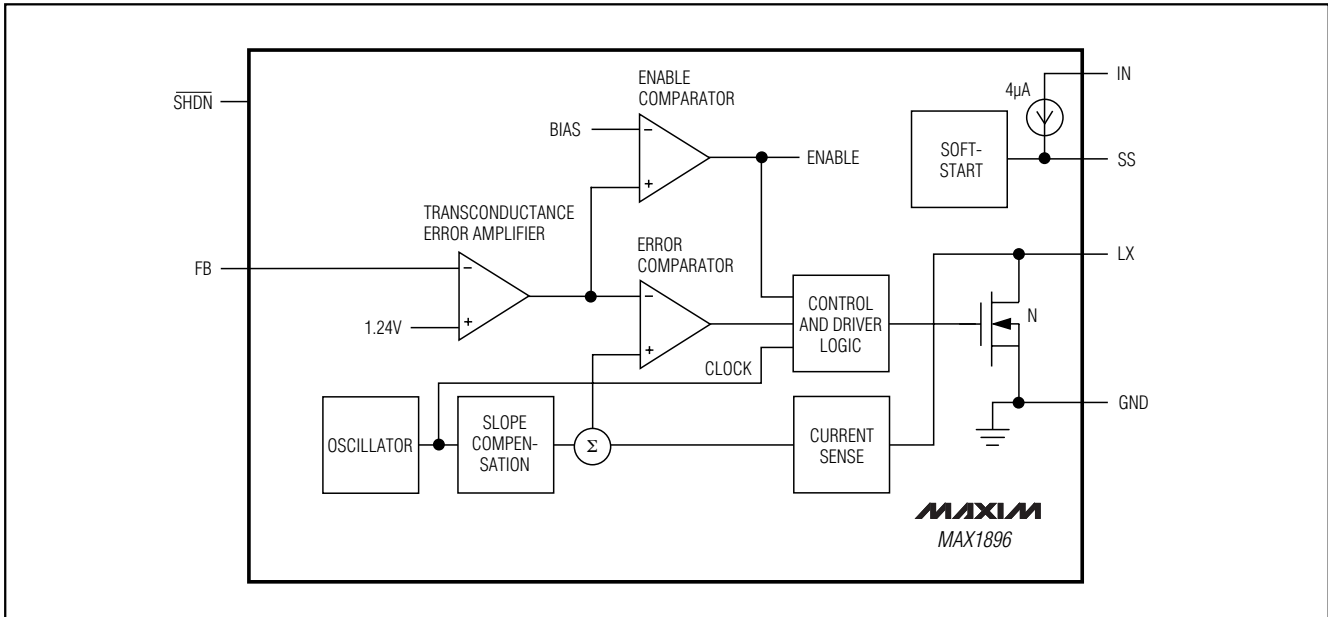 SHDN
FB
BIAS
ENABLE
COMPARATOR
ENABLE
TRANSCONDUCTANCE
ERROR AMPLIFIER
1.24V
ERROR
COMPARATOR
CLOCK
CONTROL
AND DRIVER
LOGIC
OSCILLATOR
SLOPE
COMPEN-
SATION
Σ
CURRENT
SENSE
4µA
SOFT-
START
IN
SS
LX
N
GND
MAXIM
MAX1896
−
+
−
+
−
+